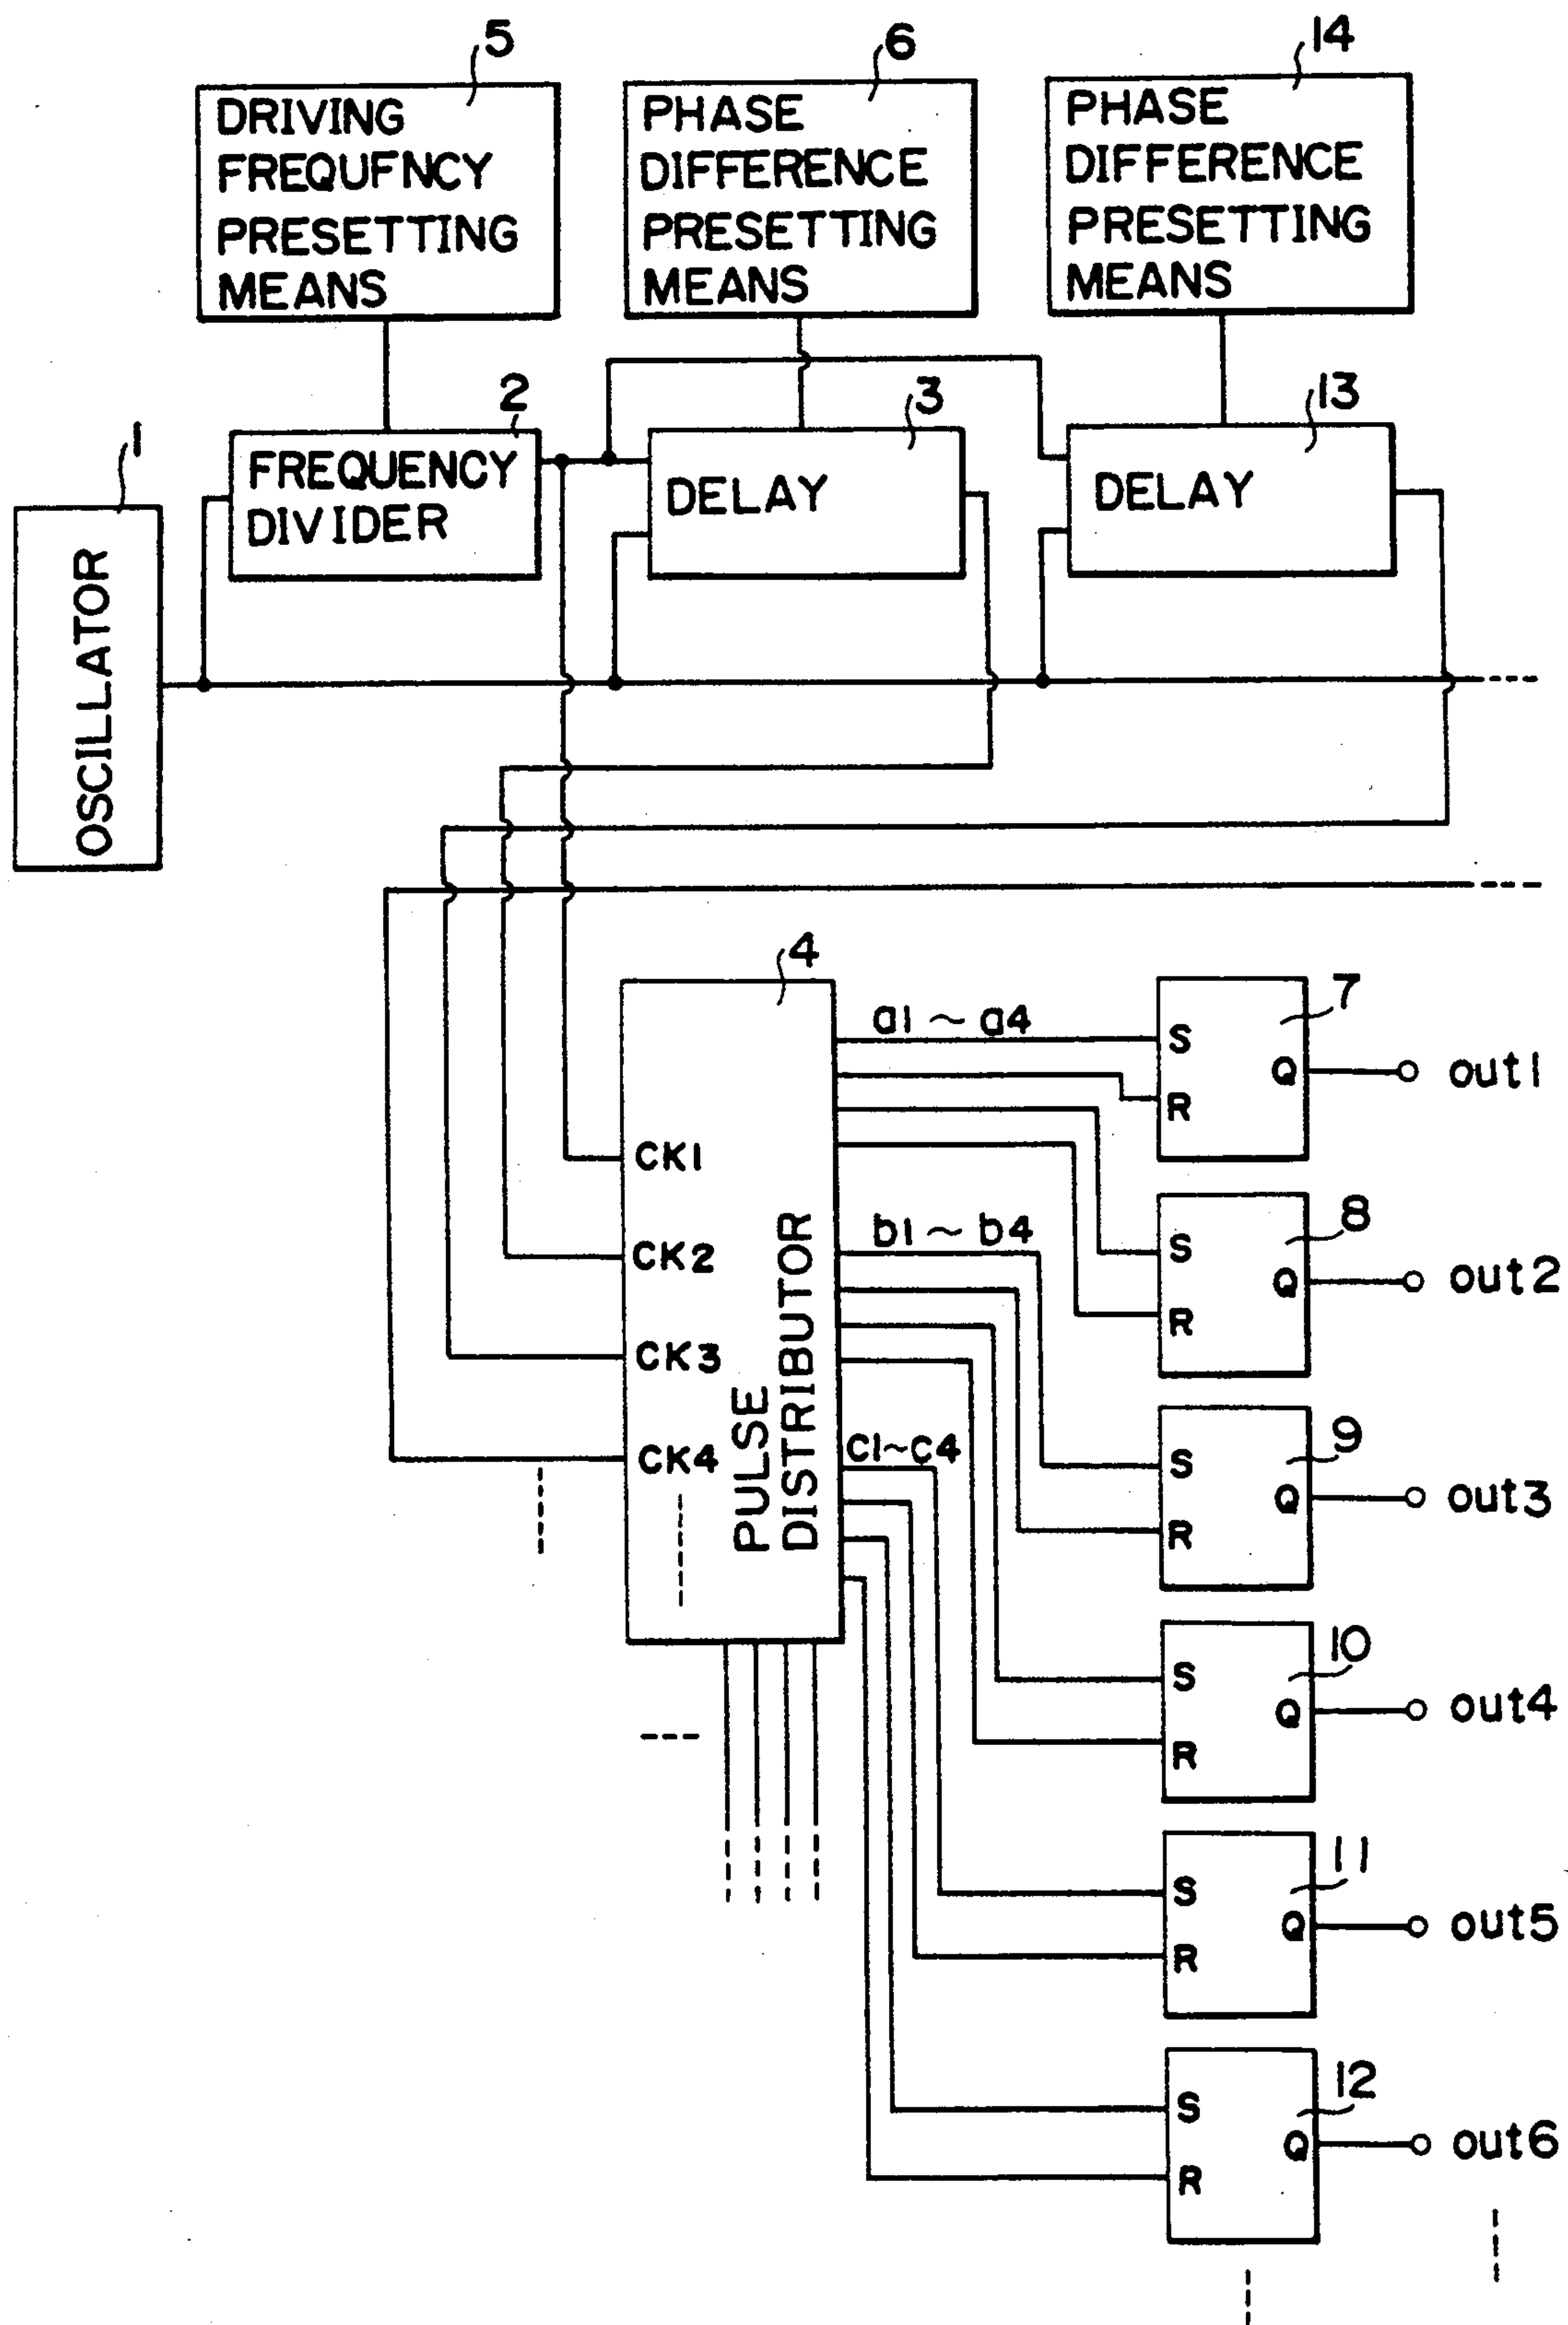 5
6
14
DRIVING
FREQUFNCY
PRESETTING
MEANS
PHASE
DIFFERENCE
PRESETTING
MEANS
PHASE
DIFFERENCE
PRESETTING
MEANS
1
2
3
13
OSCILLATOR
FREQUENCY
DIVIDER
DELAY
DELAY
4
PULSE
DISTRIBUTOR
CK1
CK2
CK3
CK4
a1 ~ a4
b1 ~ b4
c1~c4
7
S
R
Q
out1
8
S
R
Q
out2
9
S
R
Q
out3
10
S
R
Q
out4
11
S
R
Q
out5
12
S
R
Q
out6